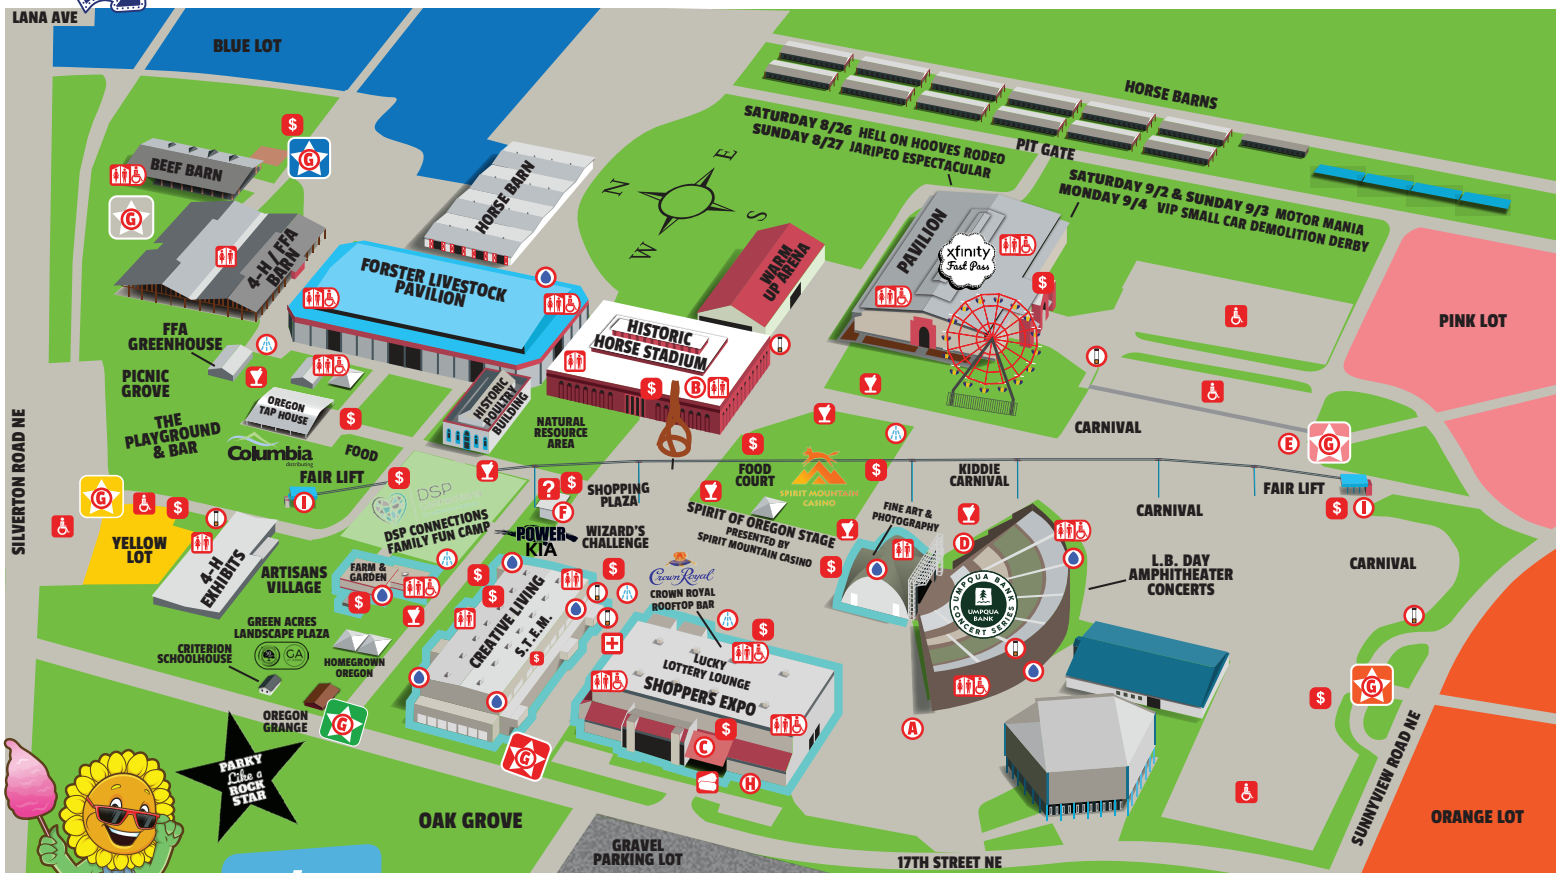 LANA AVE
BLUE LOT
HORSE BARNS
SATURDAY 8/26 HELL ON HOOVES RODEO
SUNDAY 8/27 JARIPEO ESPECTACULAR
PIT GATE
SATURDAY 9/2 & SUNDAY 9/3 MOTOR MANIA
MONDAY 9/4 VIP SMALL CAR DEMOLITION DERBY
$
G
BEEF BARN
G
HORSE BARN
N
E
S
W
4-H / FFA
BARN
FORSTER LIVESTOCK
PAVILION
WARM
UP ARENA
PAVILION
xfinity
Fast Pass
$
PINK LOT
HISTORIC
HORSE STADIUM
$
B
FFA
GREENHOUSE
PICNIC
GROVE
OREGON
TAP HOUSE
$
HISTORIC
POULTRY
BUILDING
NATURAL
RESOURCE
AREA
THE
PLAYGROUND
& BAR
Columbia
distributing
FOOD
FAIR LIFT
I
$
CARNIVAL
E
G
SILVERTON ROAD NE
$
FOOD
COURT
SPIRIT MOUNTAIN
CASINO
$
KIDDIE
CARNIVAL
FAIR LIFT
$
I
G
$
YELLOW
LOT
DSP
DSP CONNECTIONS
FAMILY FUN CAMP
?
$
F
SHOPPING
PLAZA
POWER
KIA
WIZARD'S
CHALLENGE
SPIRIT OF OREGON STAGE
PRESENTED BY
SPIRIT MOUNTAIN CASINO
FINE ART &
PHOTOGRAPHY
D
CARNIVAL
CARNIVAL
L.B. DAY
AMPHITHEATER
CONCERTS
4-H
EXHIBITS
ARTISANS
VILLAGE
FARM &
GARDEN
$
$
$
CREATIVE LIVING
S.T.E.M.
$
$
Crown Royal
CROWN ROYAL
ROOFTOP BAR
$
UMPQUA BANK
CONCERT SERIES
UMPQUA
BANK
GREEN ACRES
LANDSCAPE PLAZA
GA
CRITERION
SCHOOLHOUSE
HOMEGROWN
OREGON
OREGON
GRANGE
G
G
LUCKY
LOTTERY LOUNGE
SHOPPERS EXPO
$
$
C
H
A
$
G
PARKY
Like a
ROCK
STAR
OAK GROVE
GRAVEL
PARKING LOT
17TH STREET NE
SUNNYVIEW ROAD NE
ORANGE LOT